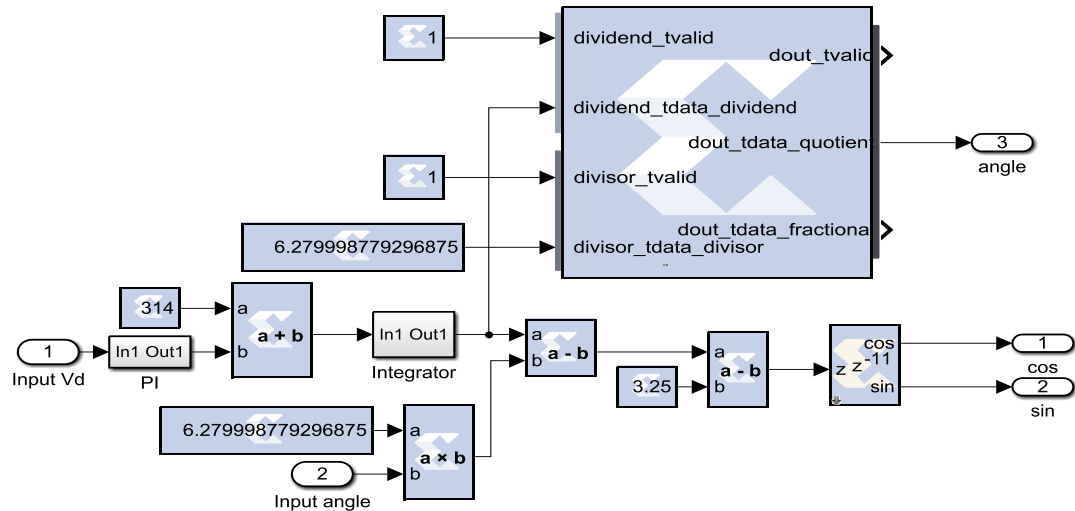 1
dividend_tvalid
dout_tvalid
dividend_tdata_dividend
dout_tdata_quotient
3
angle
1
divisor_tvalid
dout_tdata_fractiona
6.279998779296875
divisor_tdata_divisor
314
a
a + b
b
1
Input Vd
In1 Out1
PI
In1 Out1
Integrator
a
a - b
b
3.25
a
a - b
b
cos
z
z-11
sin
1
cos
2
sin
6.279998779296875
a
a × b
b
2
Input angle